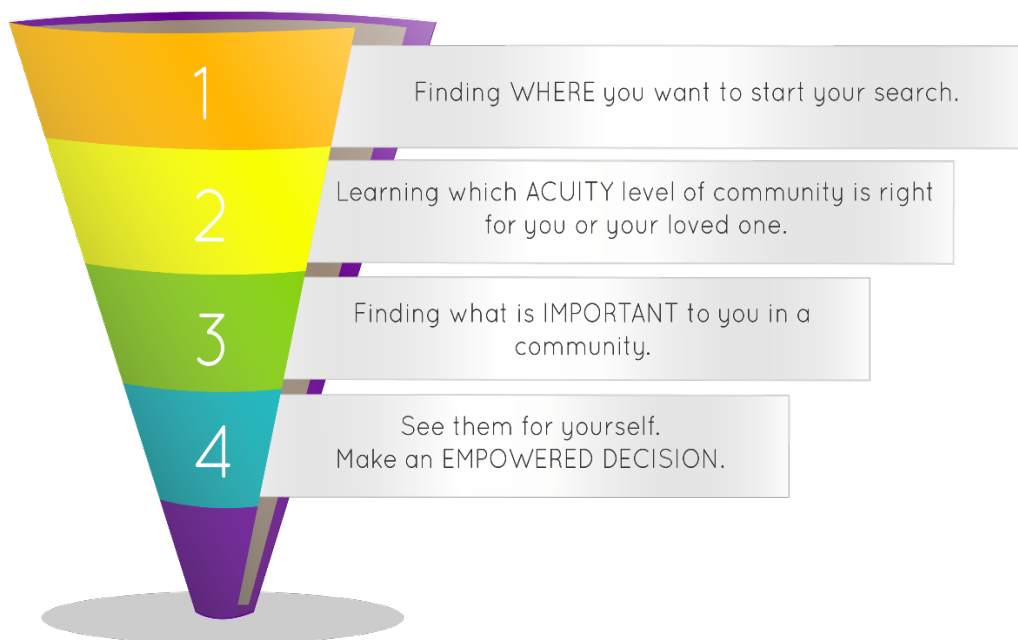 1
Finding WHERE you want to start your search.
2
Learning which ACUITY level of community is right
for you or your loved one.
3
Finding what is IMPORTANT to you in a
community.
4
See them for yourself.
Make an EMPOWERED DECISION.